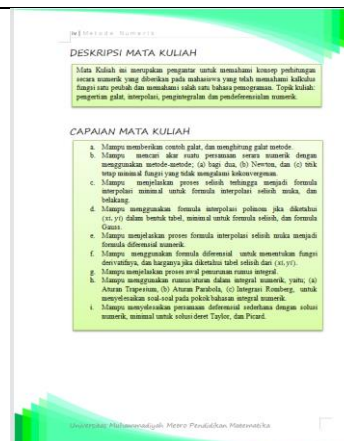 iv| Metode Numerik
DESKRIPSI MATA KULIAH
Mata Kuliah ini merupakan pengantar untuk memahami konsep perhitungan
secara numerik yang diberikan pada mahasiswa yang telah memahami kalkulus
fungsi satu peubah dan memahami salah satu bahasa pemograman. Topik kuliah:
pengertian galat, interpolasi, pengintegralan dan pendeferensialan numerik.
CAPAIAN MATA KULIAH
a. Mampu memberikan contoh galat, dan menghitung galat metode.
b. Mampu mencari akar suatu persamaan secara numerik dengan
menggunakan metode-metode; (a) bagi dua, (b) Newton, dan (c) titik
tetap minimal fungsi yang tidak mengalami kekonvergenan.
c. Mampu menjelaskan proses selisih sehingga menjadi formula
interpolasi minimal untuk formula interpolasi selisih muka, dan
belakang.
d. Mampu menggunakan formula interpolasi polinom jika diketahui
(xi, yi) dalam bentuk tabel, minimal untuk formula selisih, dan formula
Gauss.
e. Mampu menjelaskan proses formula interpolasi selisih muka menjadi
formula diferensial numerik.
f. Mampu menggunakan formula diferensial untuk menentukan fungsi
derivatifnya, dan harganya jika diketahui tabel selisih dari (xi, yi).
g. Mampu menjelaskan proses awal penurunan rumus integral.
h. Mampu menggunakan rumus/aturan dalam integral numerik, yaitu; (a)
Aturan Trapesium, (b) Aturan Parabola, (c) Integrasi Romberg, untuk
menyelesaikan soal-soal pada pokok bahasan integral numerik.
i. Mampu menyelesaikan persamaan deferensial sederhana dengan solusi
numerik, minimal untuk solusi deret Taylor, dan Picard.
Universitas Muhammadiyah Metro Pendidikan Matematika